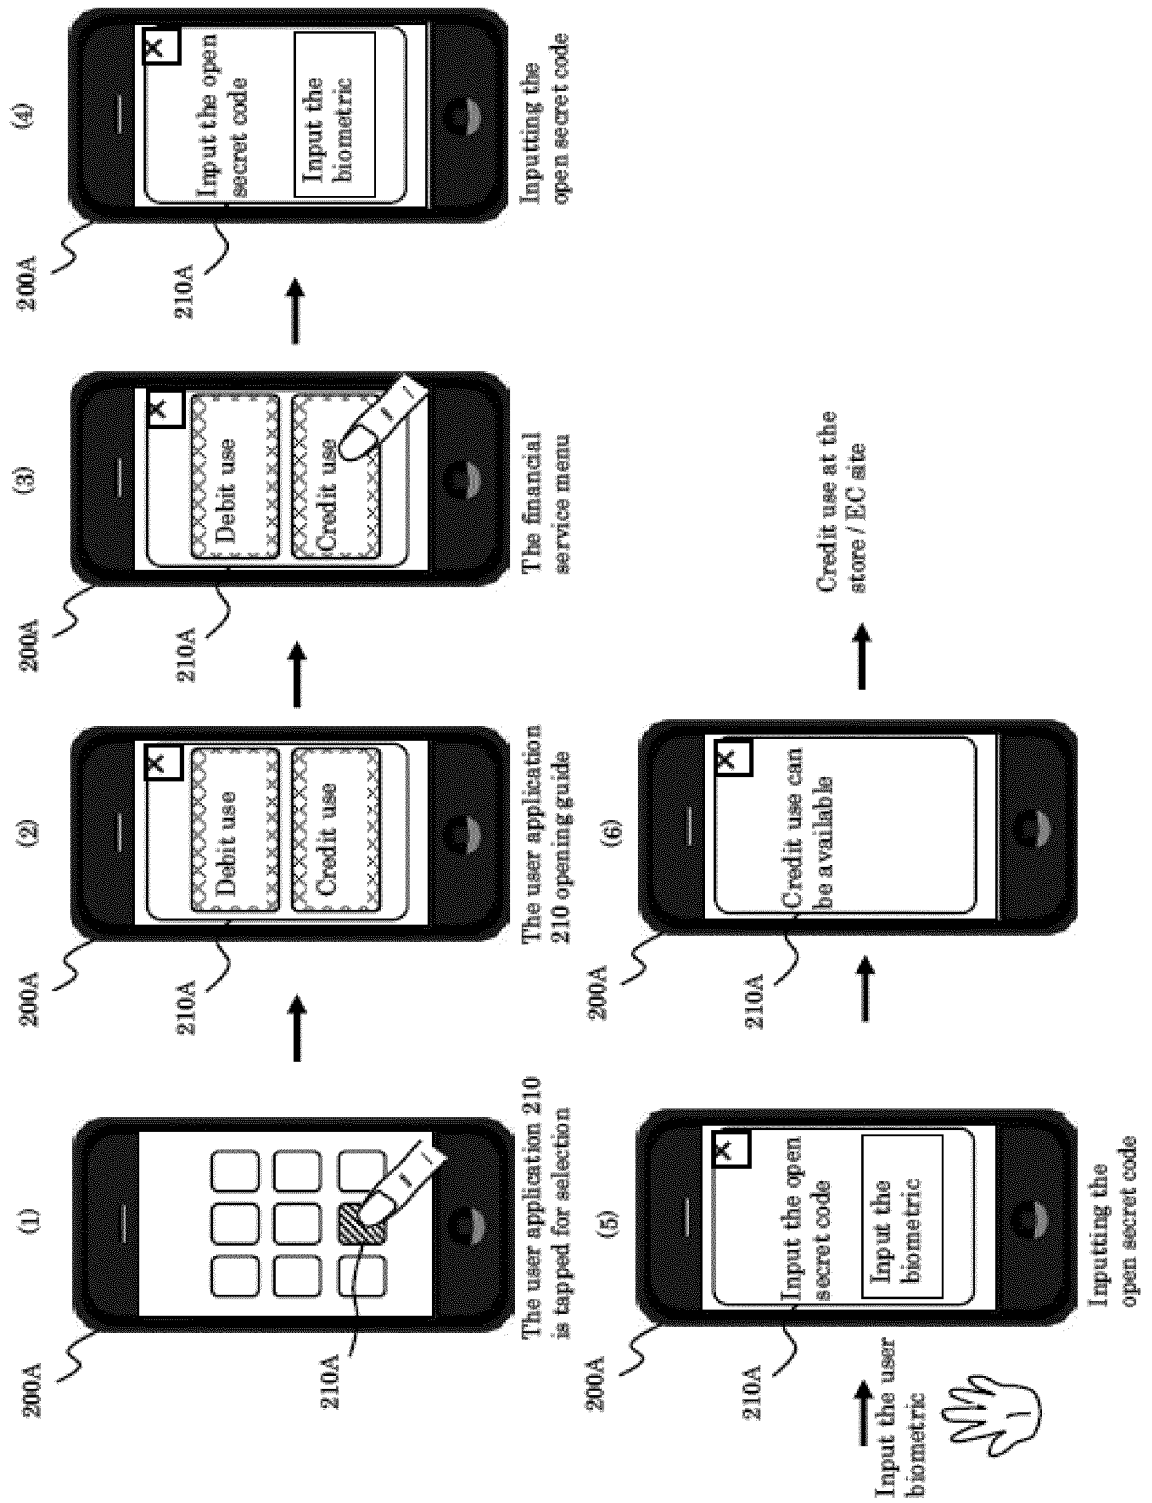 (1)
200A
210A
The user application 210
is tapped for selection
(2)
200A
210A
X
Debit use
Credit use
The user application
210 opening guide
(3)
200A
210A
X
Debit use
Credit use
The financial
service menu
(4)
200A
210A
X
Input the open
secret code
Input the
biometric
Inputting the
open secret code
Input the user
biometric
(5)
200A
210A
X
Input the open
secret code
Input the
biometric
Inputting the
open secret code
(6)
200A
210A
X
Credit use can
be available
Credit use at the
store / EC site